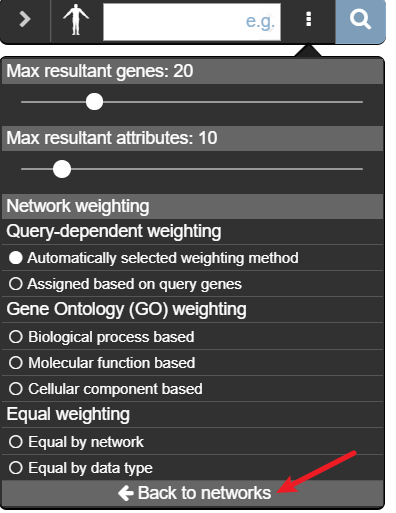 e.g.
Max resultant genes: 20
Max resultant attributes: 10
Network weighting
Query-dependent weighting
Automatically selected weighting method
Assigned based on query genes
Gene Ontology (GO) weighting
Biological process based
Molecular function based
Cellular component based
Equal weighting
Equal by network
Equal by data type
Back to networks